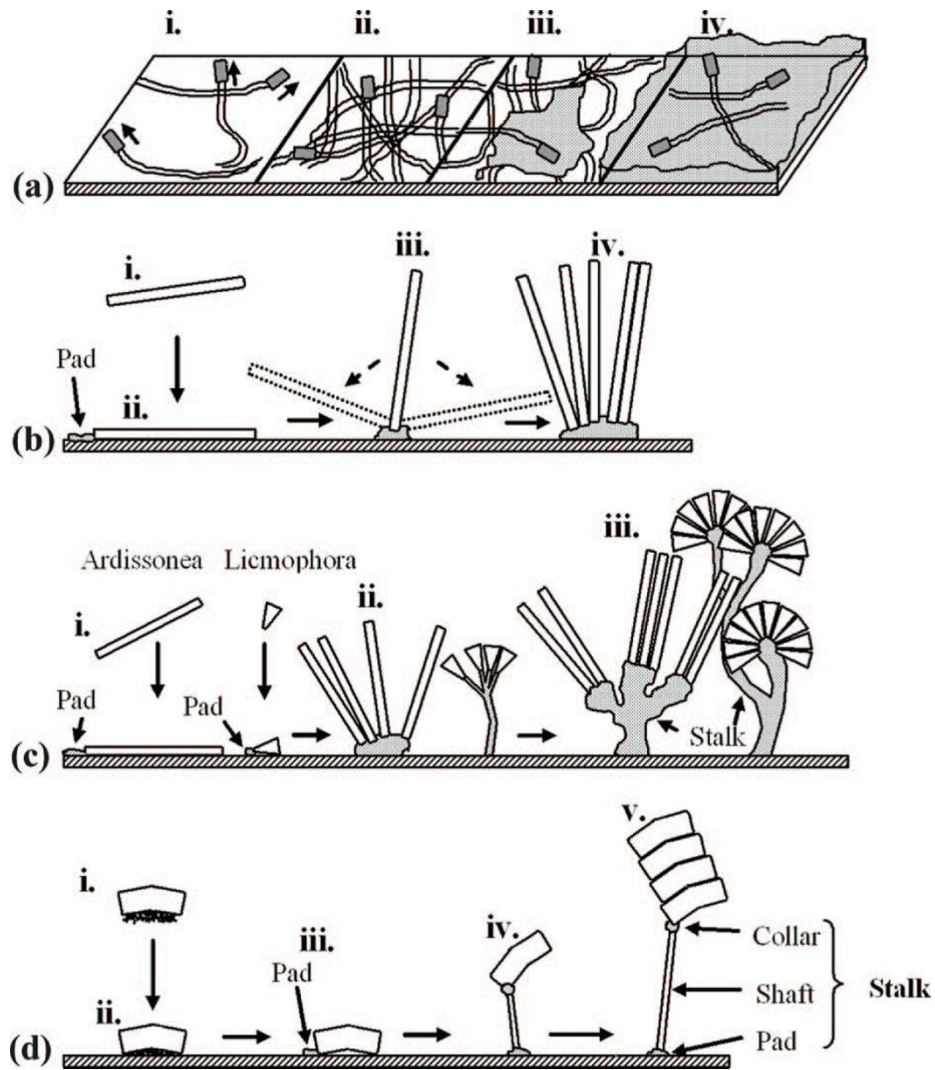 i. ii. iii. iv.
(a)
i. iii. iv.
Pad
ii.
(b)
Ardissonea Licmophora iii.
i. ii.
Pad Pad
Stalk
(c)
v.
i.
iv.
iii.
Pad
Collar
Shaft Stalk
ii.
Pad
(d)